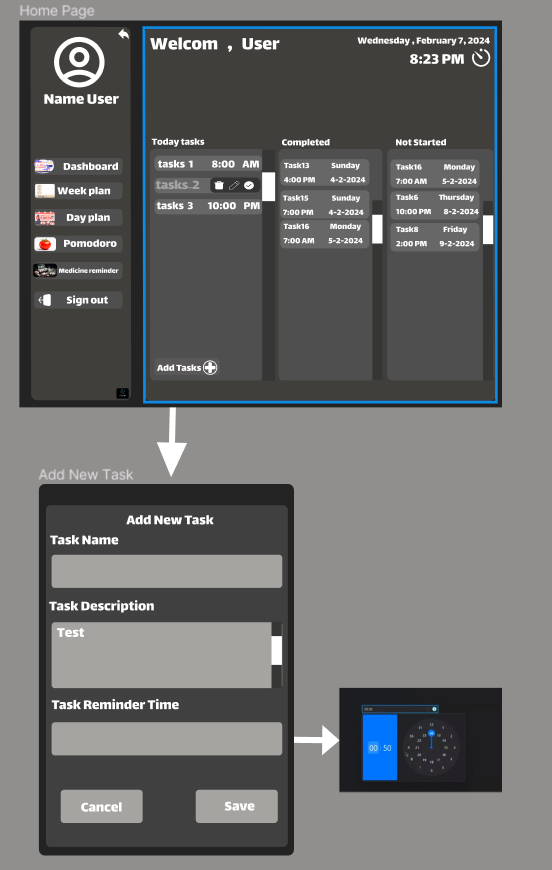 Home Page
Name User
Dashboard
Week plan
Day plan
Pomodoro
Medicine reminder
Sign out
Welcom , User
Wednesday , February 7, 2024
8:23 PM
Today tasks
tasks 1 8:00 AM
tasks 2
tasks 3 10:00 PM
Add Tasks
Completed
Task13 Sunday
4:00 PM 4-2-2024
Task15 Sunday
7:00 PM 4-2-2024
Task16 Monday
7:00 AM 5-2-2024
Not Started
Task16 Monday
7:00 AM 5-2-2024
Task6 Thursday
10:00 PM 8-2-2024
Task8 Friday
2:00 PM 9-2-2024
Add New Task
Add New Task
Task Name
Task Description
Test
Task Reminder Time
Cancel
Save
00 : 50